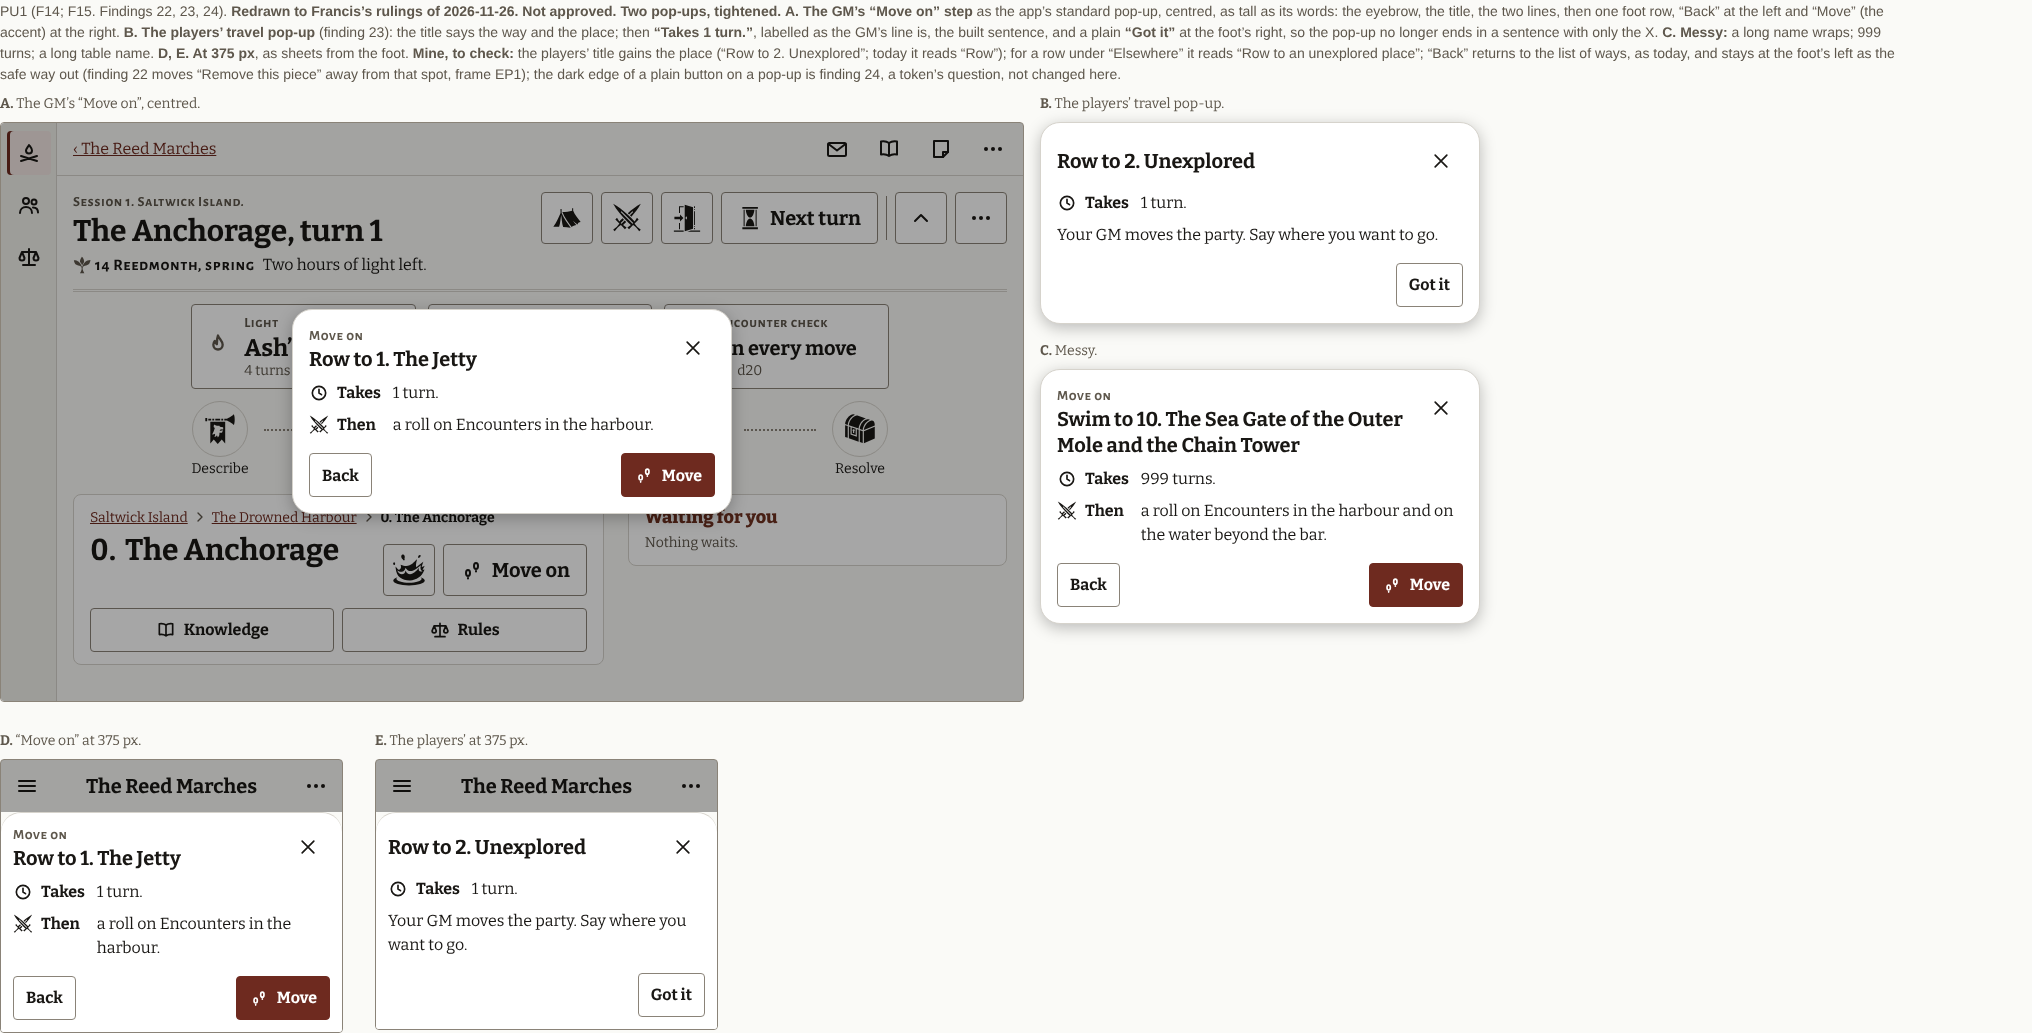 PU1 (F14; F15. Findings 22, 23, 24). Redrawn to Francis’s rulings of 2026-11-26. Not approved. Two pop-ups, tightened. A. The GM’s “Move on” step as the app’s standard pop-up, centred, as tall as its words: the eyebrow, the title, the two lines, then one foot row, “Back” at the left and “Move” (the
accent) at the right. B. The players’ travel pop-up (finding 23): the title says the way and the place; then “Takes 1 turn.”, labelled as the GM’s line is, the built sentence, and a plain “Got it” at the foot’s right, so the pop-up no longer ends in a sentence with only the X. C. Messy: a long name wraps; 999
turns; a long table name. D, E. At 375 px, as sheets from the foot. Mine, to check: the players’ title gains the place (“Row to 2. Unexplored”; today it reads “Row”); for a row under “Elsewhere” it reads “Row to an unexplored place”; “Back” returns to the list of ways, as today, and stays at the foot’s left as the
safe way out (finding 22 moves “Remove this piece” away from that spot, frame EP1); the dark edge of a plain button on a pop-up is finding 24, a token’s question, not changed here.
A. The GM’s “Move on”, centred.
‹ The Reed Marches
Session 1. Saltwick Island.
The Anchorage, turn 1
Next turn
14 Reedmonth, spring Two hours of light left.
Light
Ash’
4 turns
counter check
n every move
d20
Move on
Row to 1. The Jetty
Takes 1 turn.
Then a roll on Encounters in the harbour.
Back
Move
Describe
Resolve
Saltwick Island > The Drowned Harbour > 0. The Anchorage
0. The Anchorage
Move on
Knowledge
Rules
Waiting for you
Nothing waits.
B. The players’ travel pop-up.
Row to 2. Unexplored
Takes 1 turn.
Your GM moves the party. Say where you want to go.
Got it
C. Messy.
Move on
Swim to 10. The Sea Gate of the Outer
Mole and the Chain Tower
Takes 999 turns.
Then a roll on Encounters in the harbour and on
the water beyond the bar.
Back
Move
D. “Move on” at 375 px.
The Reed Marches
Move on
Row to 1. The Jetty
Takes 1 turn.
Then a roll on Encounters in the
harbour.
Back
Move
E. The players’ at 375 px.
The Reed Marches
Row to 2. Unexplored
Takes 1 turn.
Your GM moves the party. Say where you
want to go.
Got it